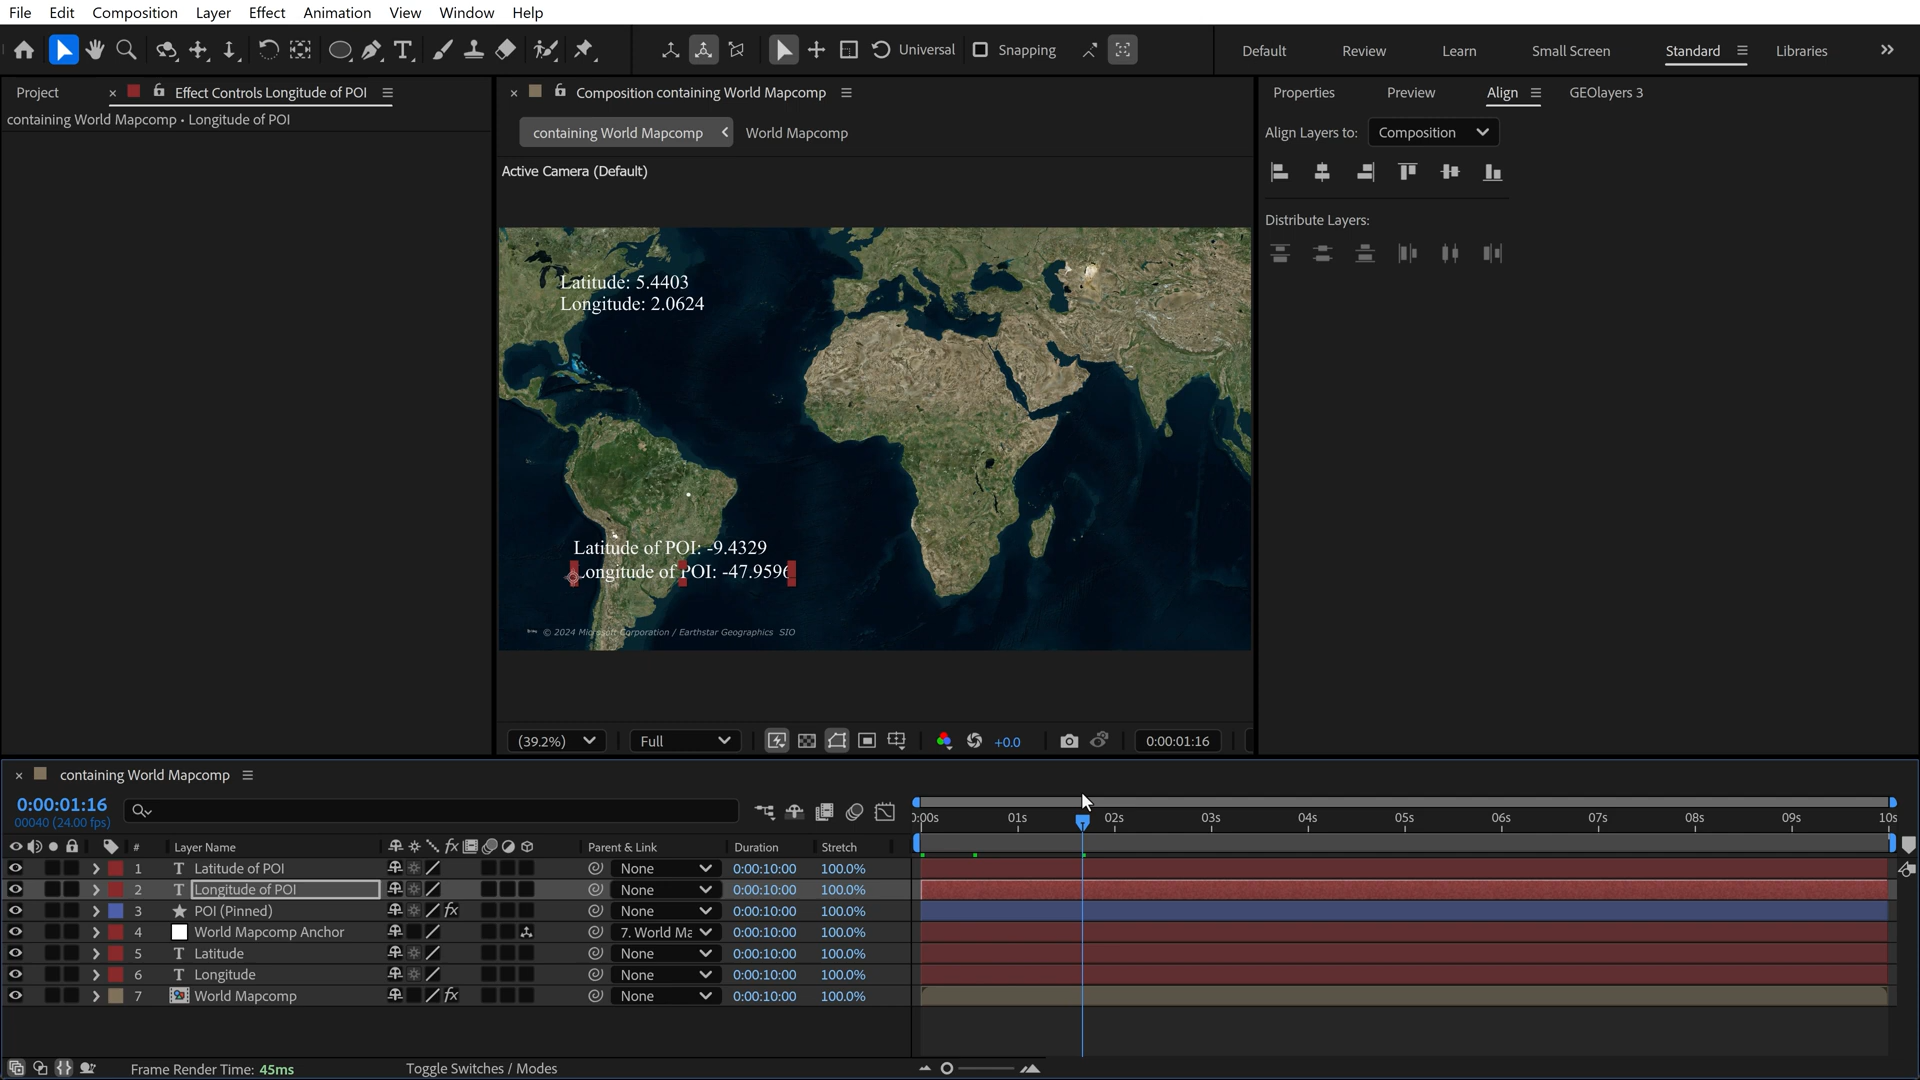 File Edit Composition Layer Effect Animation View Window Help
Universal Snapping Default Review Learn Small Screen Standard Libraries
Project × Effect Controls Longitude of POI
containing World Mapcomp • Longitude of POI
× Composition containing World Mapcomp
containing World Mapcomp World Mapcomp
Active Camera (Default)
Latitude: 5.4403
Longitude: 2.0624
Latitude of POI: -9.4329
Longitude of POI: -47.9596
© 2024 Microsoft Corporation / Earthstar Geographics SIO
(39.2%) Full +0.0 0:00:01:16
Properties Preview Align GEOlayers 3
Align Layers to: Composition
Distribute Layers:
× containing World Mapcomp
0:00:01:16
00040 (24.00 fps)
0:00s 01s 02s 03s 04s 05s 06s 07s 08s 09s 10s
# Layer Name fx Parent & Link Duration Stretch
1 T Latitude of POI None 0:00:10:00 100.0%
2 T Longitude of POI None 0:00:10:00 100.0%
3 POI (Pinned) fx None 0:00:10:00 100.0%
4 World Mapcomp Anchor 7. World Ma 0:00:10:00 100.0%
5 T Latitude None 0:00:10:00 100.0%
6 T Longitude None 0:00:10:00 100.0%
7 World Mapcomp fx None 0:00:10:00 100.0%
Frame Render Time: 45ms Toggle Switches / Modes